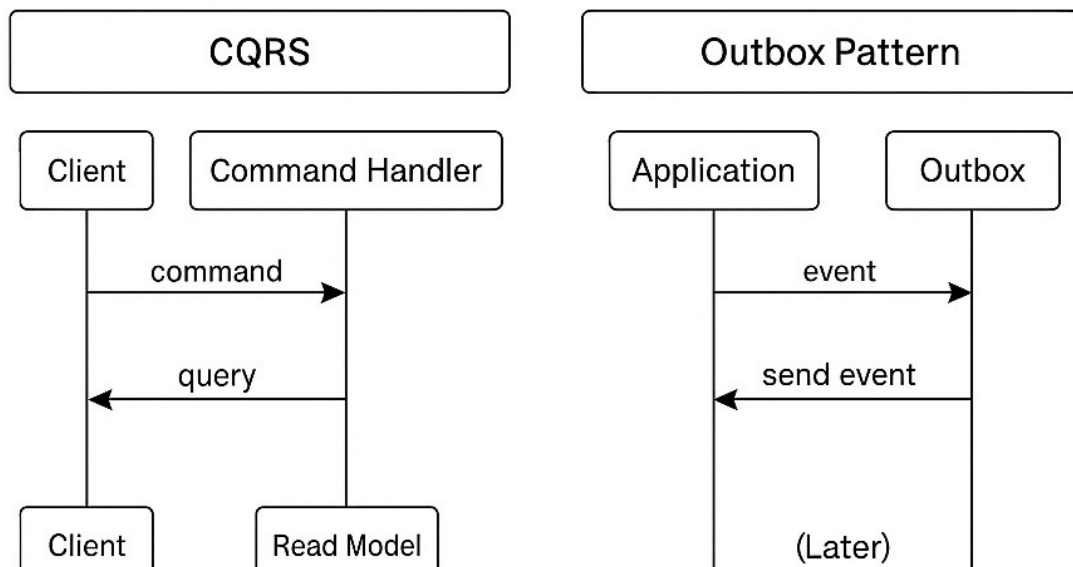 CQRS
Client
Command Handler
command
query
Client
Read Model
Outbox Pattern
Application
Outbox
event
send event
(Later)